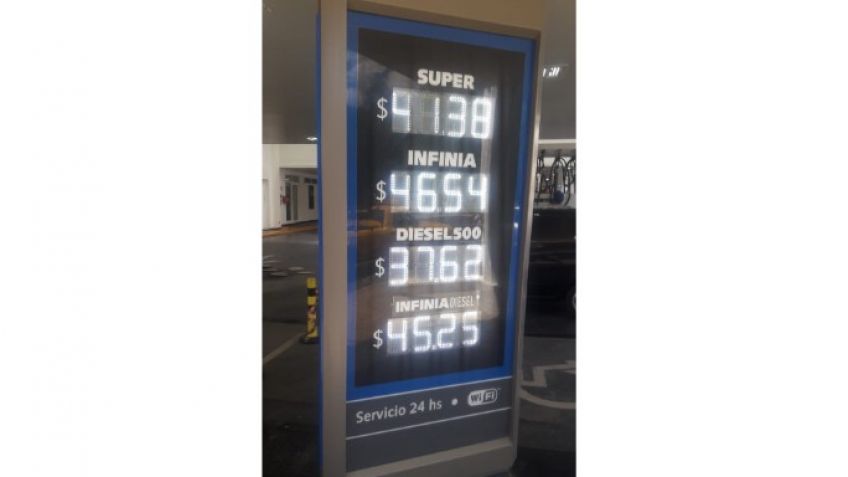 SUPER
$41.38
INFINIA
$46.54
DIESEL500
$37.62
INFINIA DIESEL
$45.25
Servicio 24 hs • WiFi